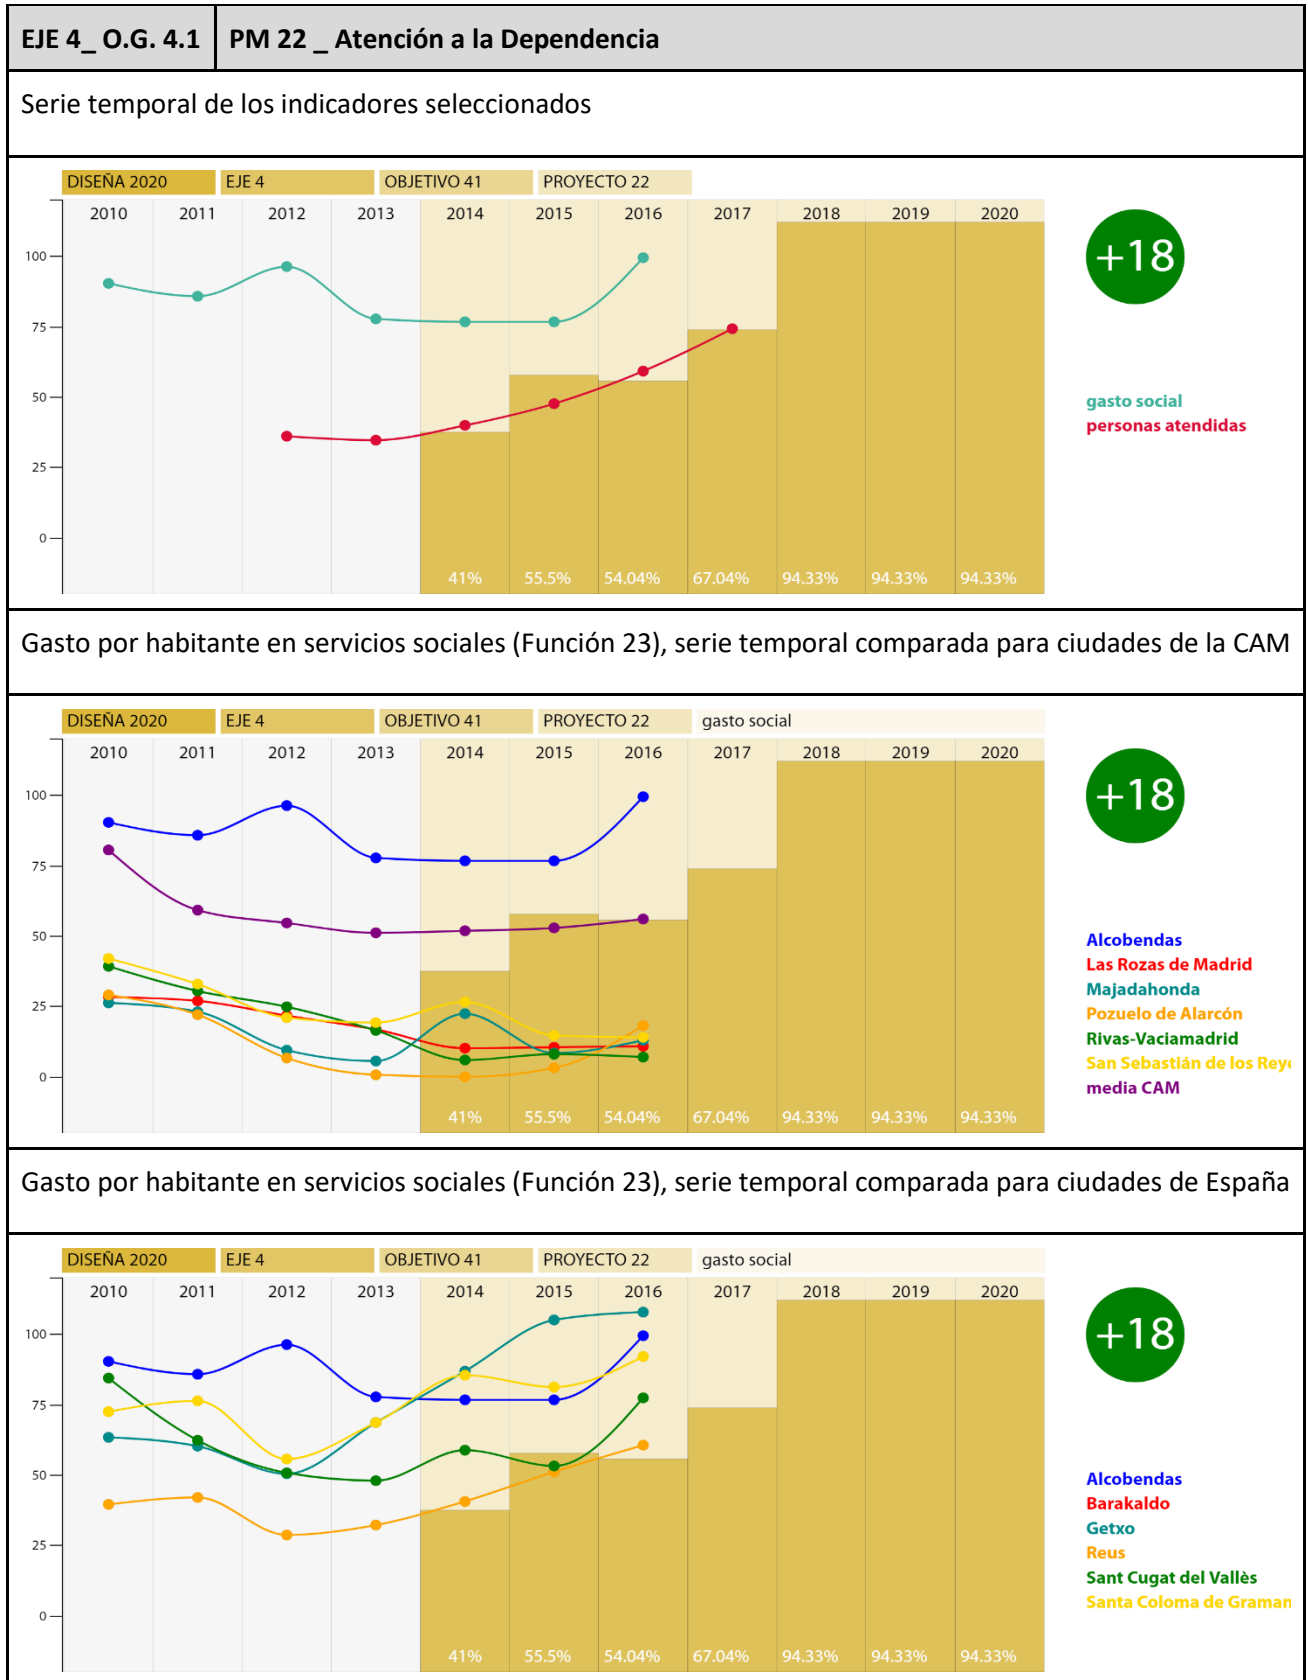 EJE 4_ O.G. 4.1 PM 22 _ Atención a la Dependencia
Serie temporal de los indicadores seleccionados
DISEÑA 2020 EJE 4 OBJETIVO 41 PROYECTO 22
2010 2011 2012 2013 2014 2015 2016 2017 2018 2019 2020
+18
100
75
50
gasto social
personas atendidas
25
0
41% 55.5% 54.04% 67.04% 94.33% 94.33% 94.33%
Gasto por habitante en servicios sociales (Función 23), serie temporal comparada para ciudades de la CAM
DISEÑA 2020 EJE 4 OBJETIVO 41 PROYECTO 22 gasto social
2010 2011 2012 2013 2014 2015 2016 2017 2018 2019 2020
+18
100
75
50
Alcobendas
Las Rozas de Madrid
Majadahonda
25
Pozuelo de Alarcón
Rivas-Vaciamadrid
San Sebastián de los Reye
0
media CAM
41% 55.5% 54.04% 67.04% 94.33% 94.33% 94.33%
Gasto por habitante en servicios sociales (Función 23), serie temporal comparada para ciudades de España
DISEÑA 2020 EJE 4 OBJETIVO 41 PROYECTO 22 gasto social
2010 2011 2012 2013 2014 2015 2016 2017 2018 2019 2020
+18
100
75
50
Alcobendas
Barakaldo
Getxo
25
Reus
Sant Cugat del Vallès
Santa Coloma de Graman
0
41% 55.5% 54.04% 67.04% 94.33% 94.33% 94.33%